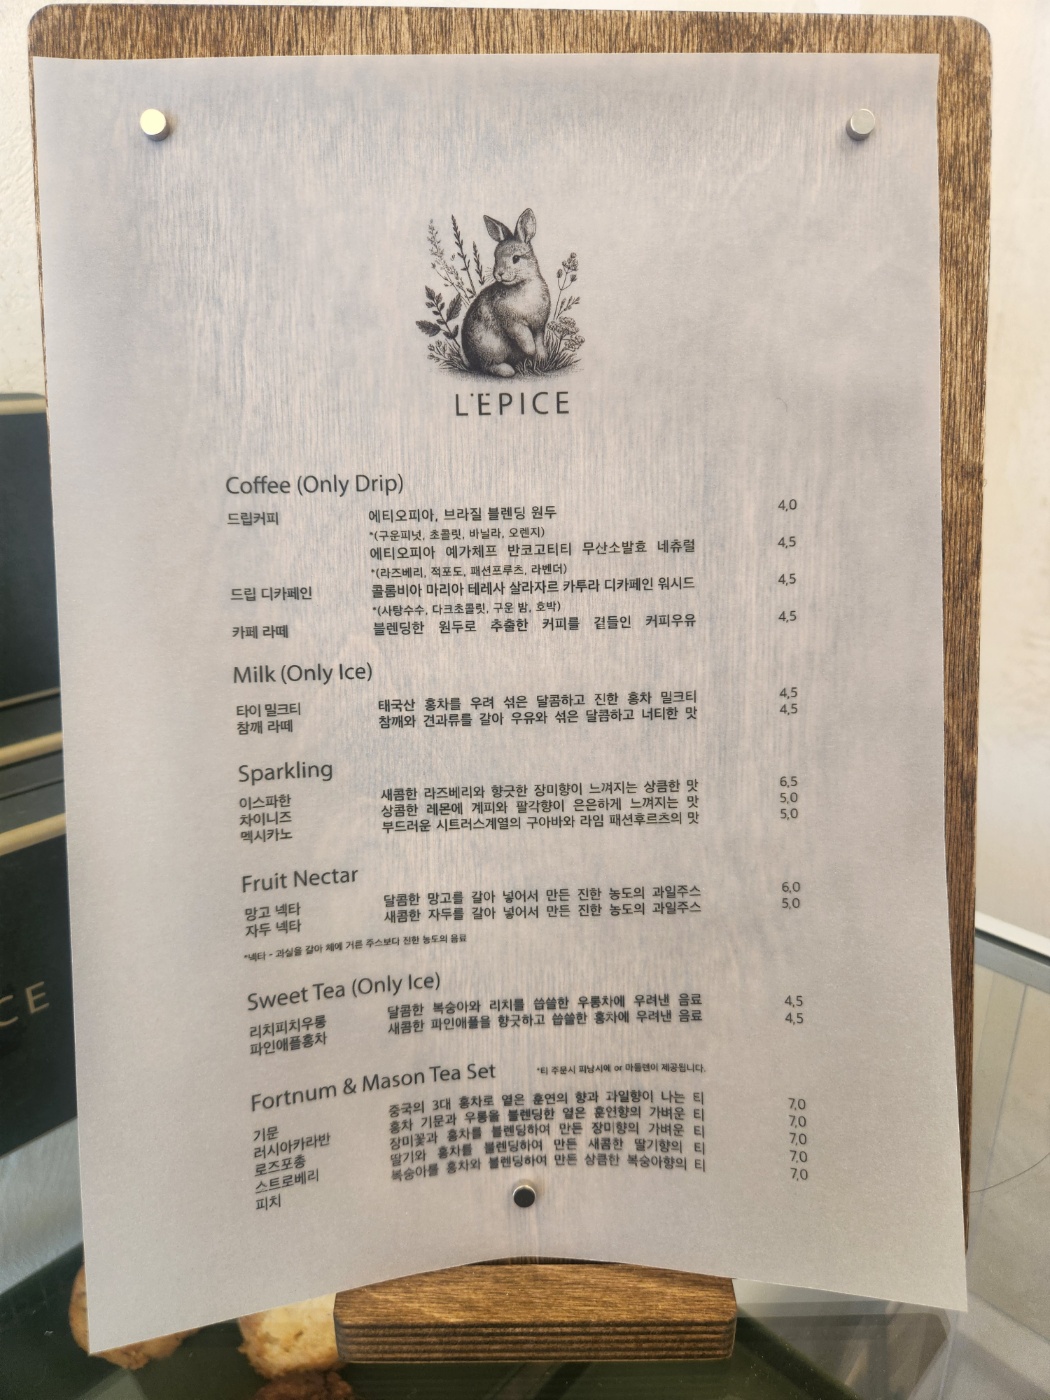 L'EPICE
Coffee (Only Drip)
드립커피 에티오피아, 브라질 블렌딩 원두 4,0
*(구운피넛, 초콜릿, 바닐라, 오렌지)
에티오피아 예가체프 반코고티티 무산소발효 네츄럴 4,5
*(라즈베리, 적포도, 패션프루츠, 라벤더)
드립 디카페인 콜롬비아 마리아 테레사 살라자르 카투라 디카페인 워시드 4,5
*(사탕수수, 다크초콜릿, 구운 밤, 호박)
카페 라떼 블렌딩한 원두로 추출한 커피를 곁들인 커피우유 4,5
Milk (Only Ice)
타이 밀크티 태국산 홍차를 우려 섞은 달콤하고 진한 홍차 밀크티 4,5
참깨 라떼 참깨와 견과류를 갈아 우유와 섞은 달큼하고 너티한 맛 4,5
Sparkling
이스파한 새콤한 라즈베리와 향긋한 장미향이 느껴지는 상큼한 맛 6,5
차이니즈 상큼한 레몬에 계피와 팔각향이 은은하게 느껴지는 맛 5,0
멕시카노 부드러운 시트러스계열의 구아바와 라임 패션후르츠의 맛 5,0
Fruit Nectar
망고 넥타 달콤한 망고를 갈아 넣어서 만든 진한 농도의 과일주스 6,0
자두 넥타 새콤한 자두를 갈아 넣어서 만든 진한 농도의 과일주스 5,0
*넥타 - 과실을 갈아 체에 거른 주스보다 진한 농도의 음료
Sweet Tea (Only Ice)
리치피치우롱 달콤한 복숭아와 리치를 씁쓸한 우롱차에 우려낸 음료 4,5
파인애플홍차 새콤한 파인애플을 향긋하고 씁쓸한 홍차에 우려낸 음료 4,5
Fortnum & Mason Tea Set *티 주문시 피낭시에 or 마들렌이 제공됩니다.
기문 중국의 3대 홍차로 옅은 훈연의 향과 과일향이 나는 티 7,0
러시아카라반 홍차 기문과 우롱을 블렌딩한 옅은 훈연향의 가벼운 티 7,0
로즈포총 장미꽃과 홍차를 블렌딩하여 만든 장미향의 가벼운 티 7,0
스트로베리 딸기와 홍차를 블렌딩하여 만든 새콤한 딸기향의 티 7,0
피치 복숭아를 홍차와 블렌딩하여 만든 상큼한 복숭아향의 티 7,0
CE